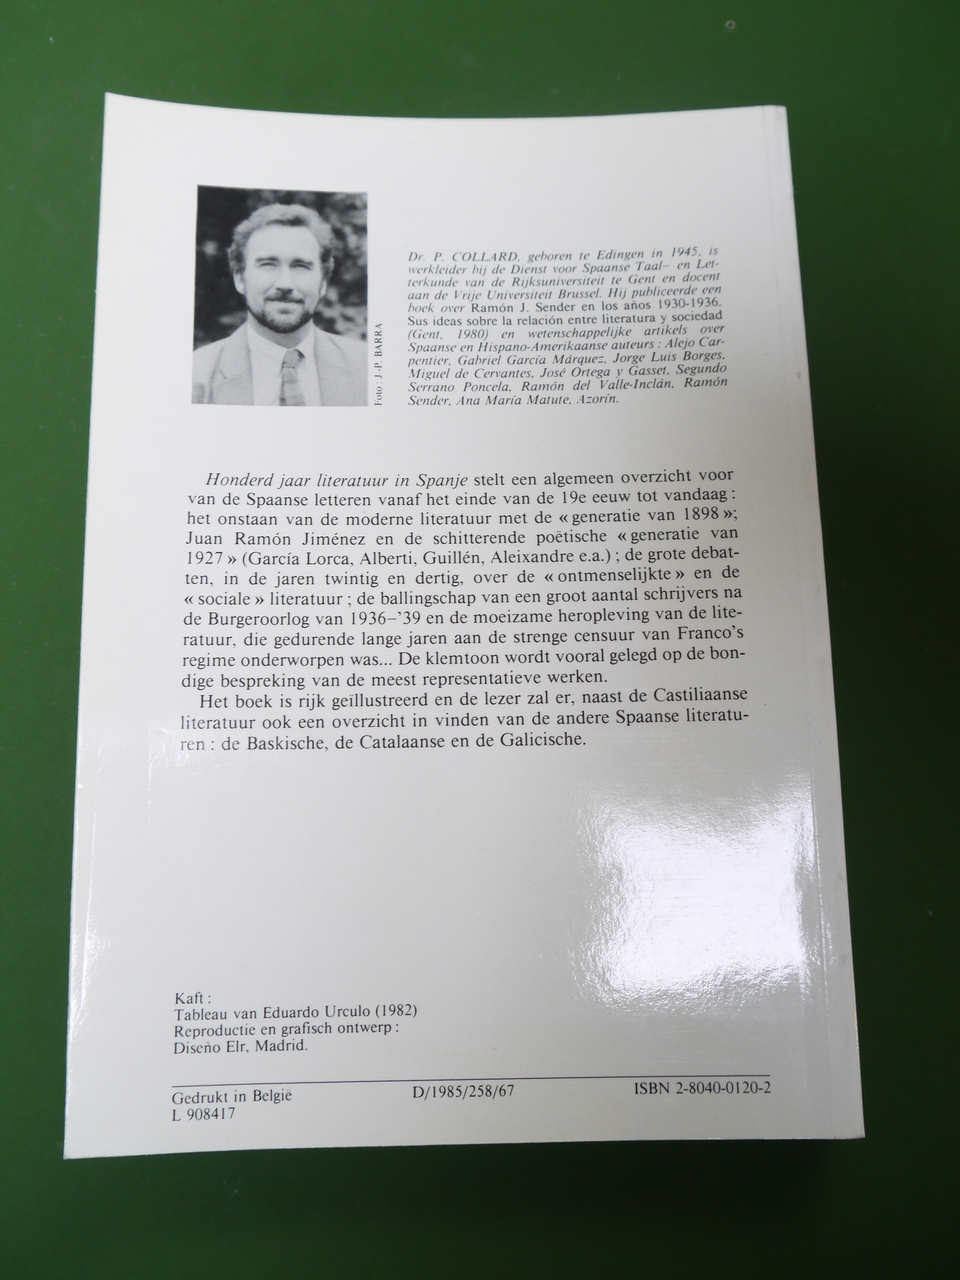 Foto : J.-P. BARRA
Dr. P. COLLARD, geboren te Edingen in 1945, is
werkleider bij de Dienst voor Spaanse Taal- en Let-
terkunde van de Rijksuniversiteit te Gent en docent
aan de Vrije Universiteit Brussel. Hij publiceerde een
boek over Ramón J. Sender en los años 1930-1936.
Sus ideas sobre la relación entre literatura y sociedad
(Gent, 1980) en wetenschappelijke artikels over
Spaanse en Hispano-Amerikaanse auteurs : Alejo Car-
pentier, Gabriel García Márquez, Jorge Luis Borges,
Miguel de Cervantes, José Ortega y Gasset, Segundo
Serrano Poncela, Ramón del Valle-Inclán, Ramón
Sender, Ana María Matute, Azorín.
Honderd jaar literatuur in Spanje stelt een algemeen overzicht voor
van de Spaanse letteren vanaf het einde van de 19e eeuw tot vandaag :
het onstaan van de moderne literatuur met de « generatie van 1898 » ;
Juan Ramón Jiménez en de schitterende poëtische « generatie van
1927 » (García Lorca, Alberti, Guillén, Aleixandre e.a.) ; de grote debat-
ten, in de jaren twintig en dertig, over de « ontmenselijkte » en de
« sociale » literatuur ; de ballingschap van een groot aantal schrijvers na
de Burgeroorlog van 1936-'39 en de moeizame heropleving van de lite-
ratuur, die gedurende lange jaren aan de strenge censuur van Franco's
regime onderworpen was... De klemtoon wordt vooral gelegd op de bon-
dige bespreking van de meest representatieve werken.
Het boek is rijk geïllustreerd en de lezer zal er, naast de Castiliaanse
literatuur ook een overzicht in vinden van de andere Spaanse literatu-
ren : de Baskische, de Catalaanse en de Galicische.
Kaft :
Tableau van Eduardo Urculo (1982)
Reproductie en grafisch ontwerp :
Diseño Elr, Madrid.
Gedrukt in België
L 908417
D/1985/258/67
ISBN 2-8040-0120-2